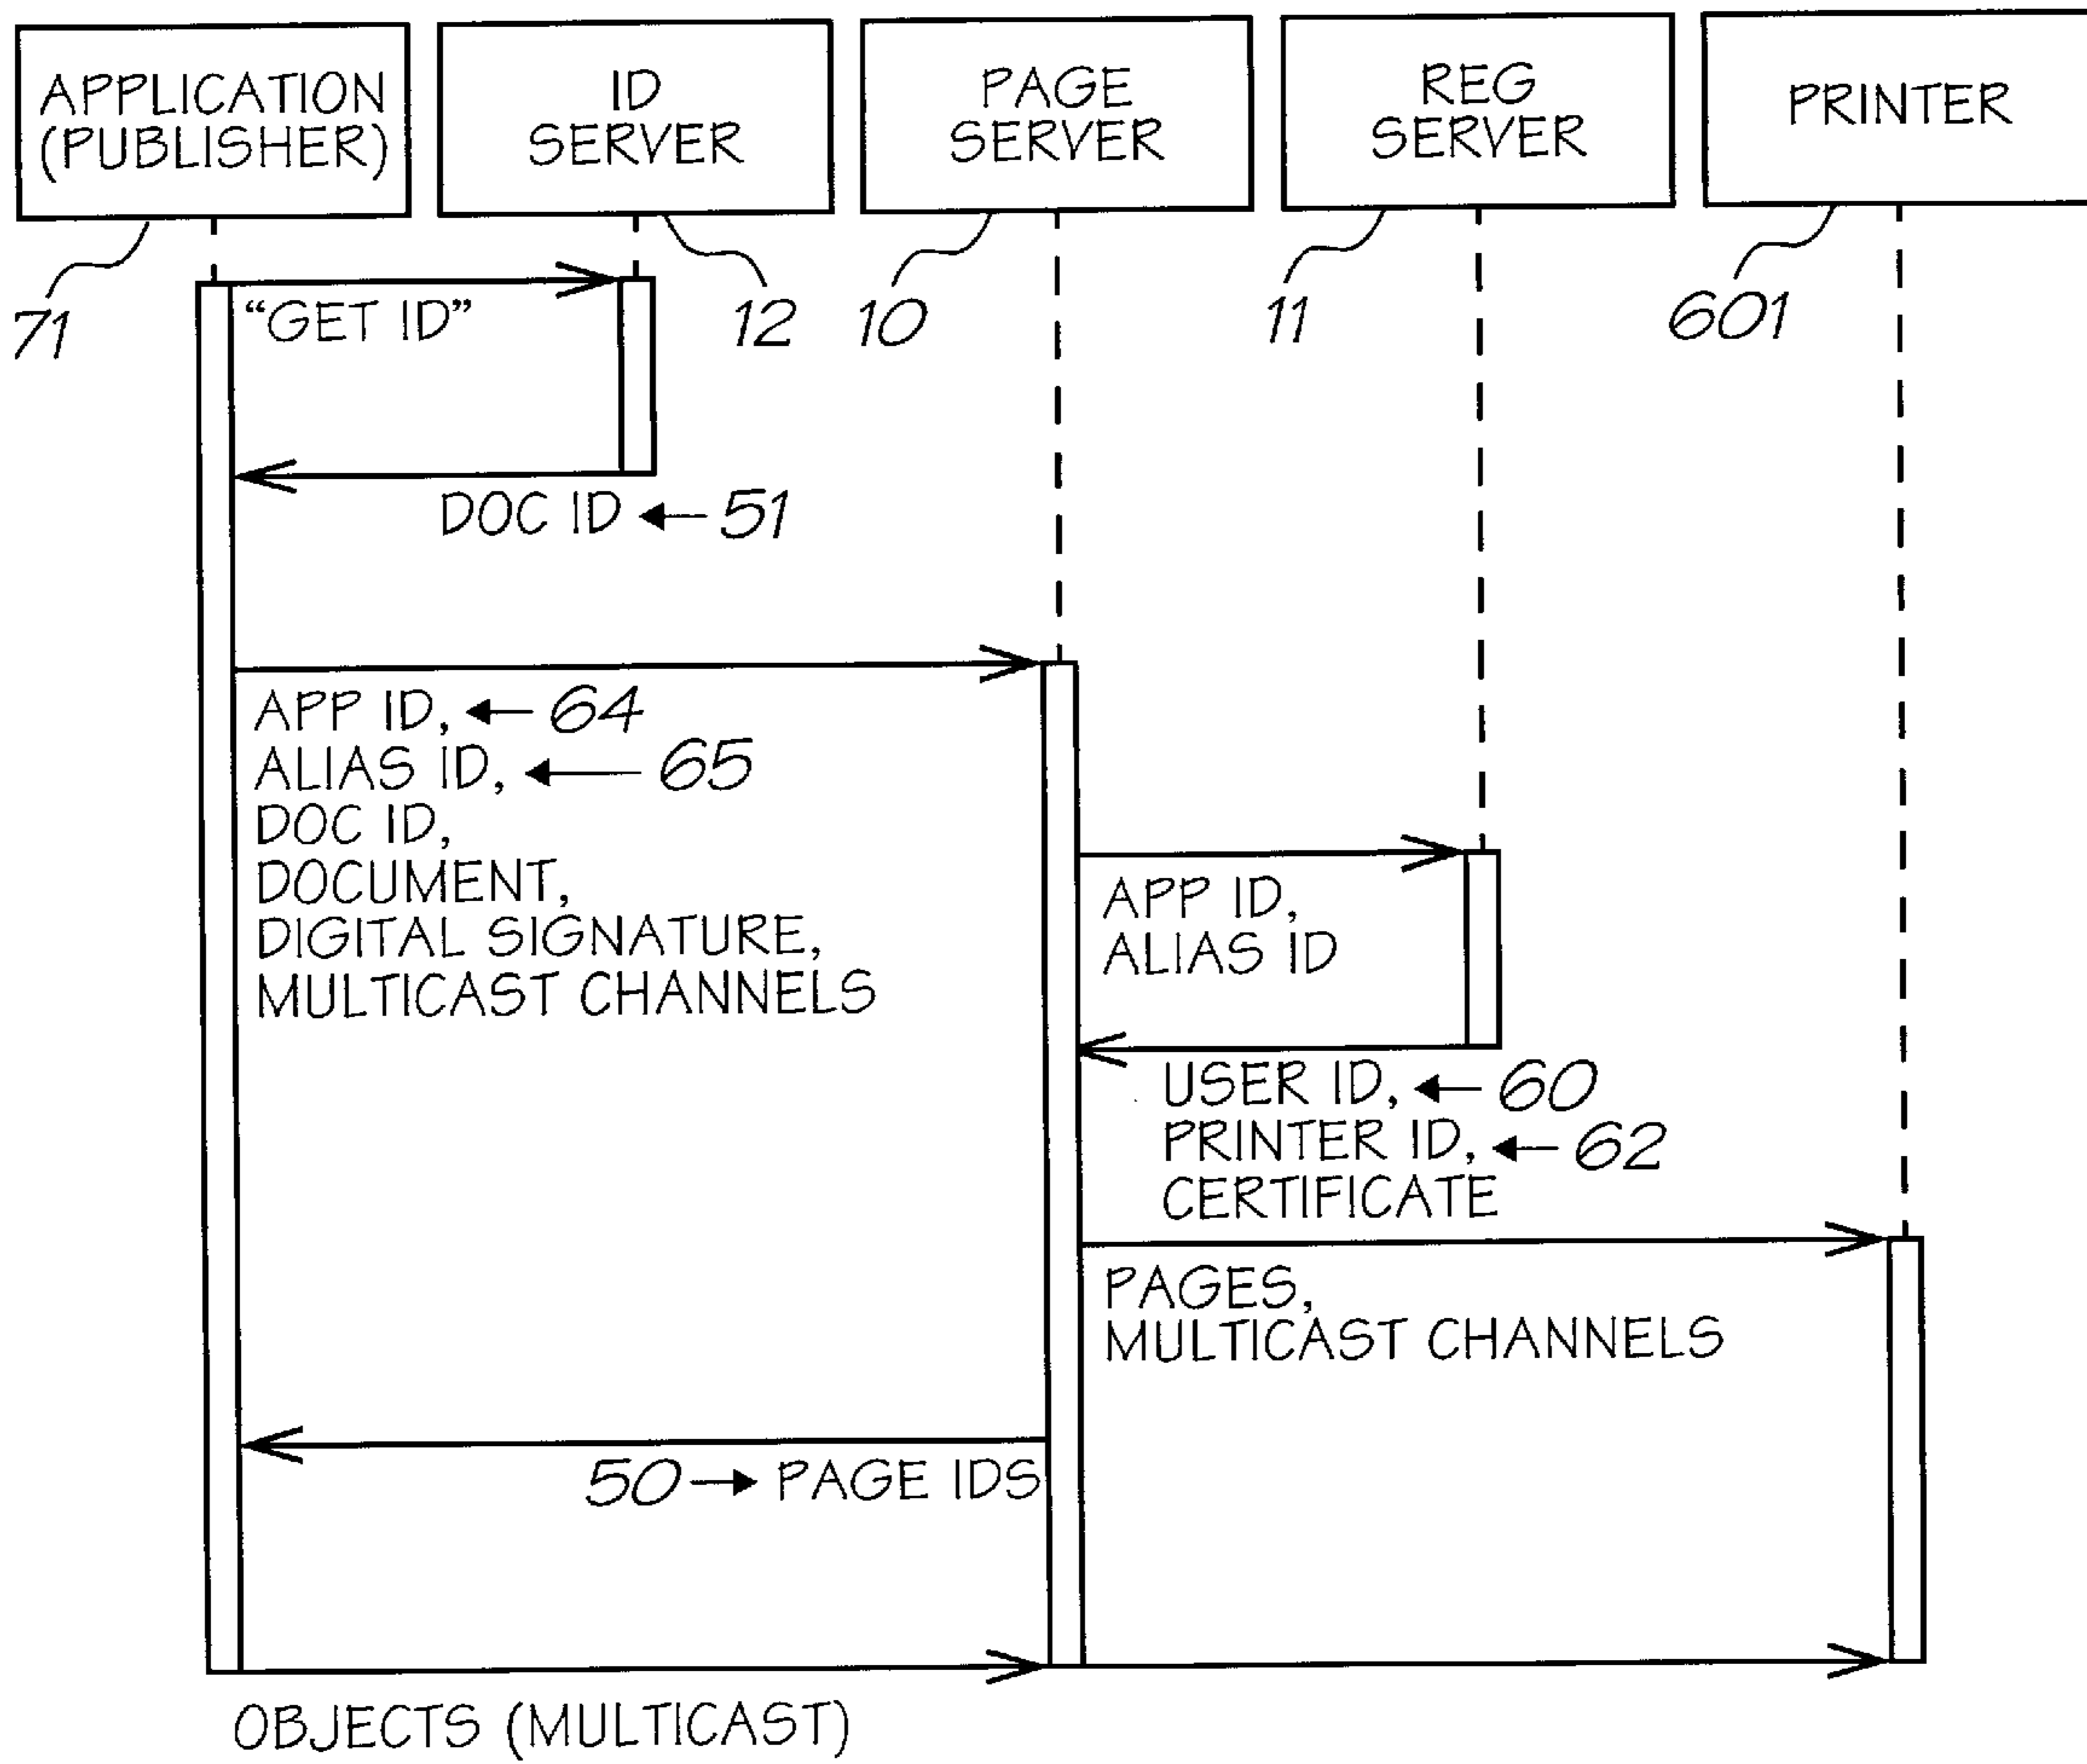 APPLICATION
(PUBLISHER)
ID
SERVER
PAGE
SERVER
REG
SERVER
PRINTER
71
12
10
11
601
“GET ID”
DOC ID 51
APP ID, 64
ALIAS ID, 65
DOC ID,
DOCUMENT,
DIGITAL SIGNATURE,
MULTICAST CHANNELS
APP ID,
ALIAS ID
USER ID, 60
PRINTER ID, 62
CERTIFICATE
PAGES,
MULTICAST CHANNELS
50 PAGE IDS
OBJECTS (MULTICAST)